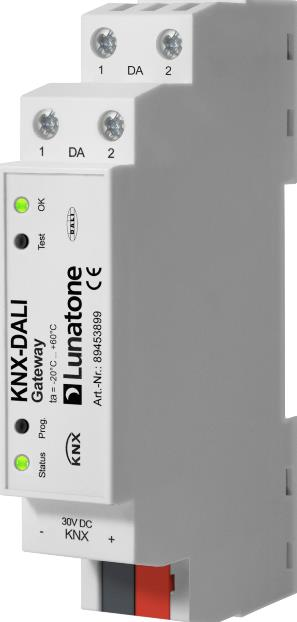 1 DA 2
1 DA 2
OK
DALI
Test
KNX-DALI
Gateway
ta = -20°C ... +60°C
Lunatone
Art.-Nr.: 89453899
CE
Prog.
Status
KNX
30V DC
- KNX +